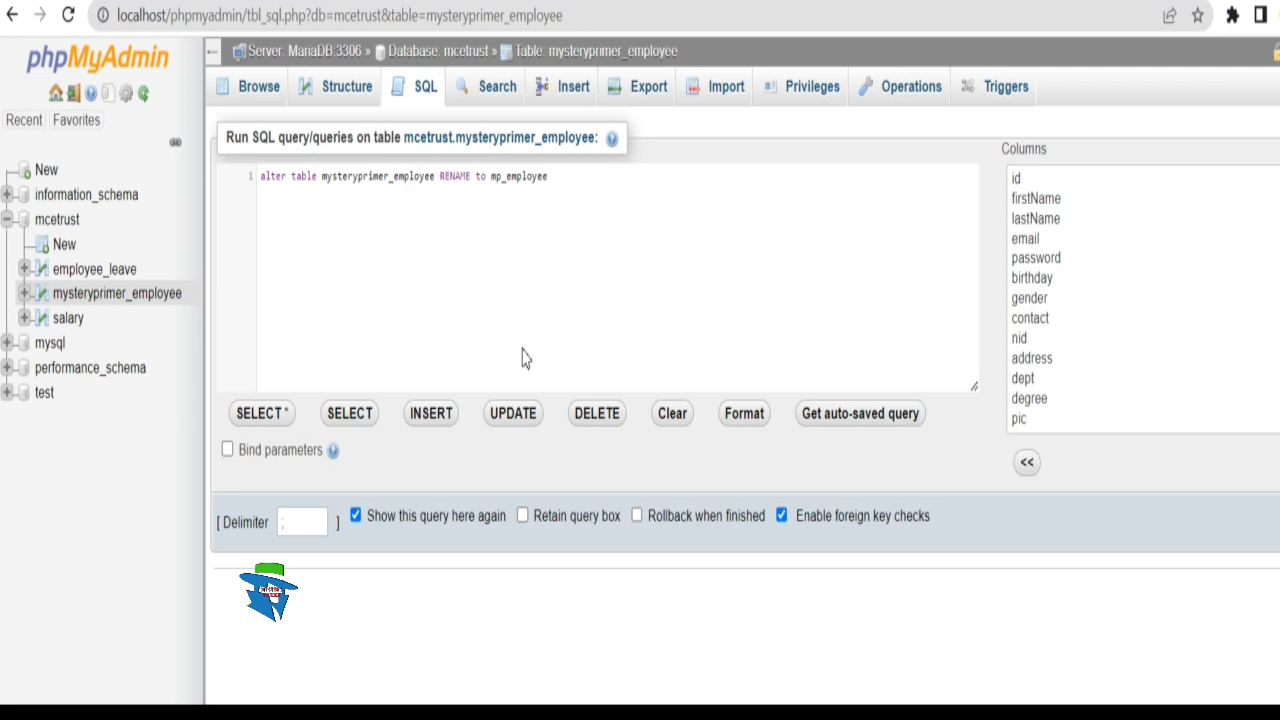 localhost/phpmyadmin/tbl_sql.php?db=mcetrust&table=mysteryprimer_employee
phpMyAdmin
Recent Favorites
New
information_schema
mcetrust
New
employee_leave
mysteryprimer_employee
salary
mysql
performance_schema
test
Server: MariaDB:3306 » Database: mcetrust » Table: mysteryprimer_employee
Browse Structure SQL Search Insert Export Import Privileges Operations Triggers
Run SQL query/queries on table mcetrust.mysteryprimer_employee:
1 alter table mysteryprimer_employee RENAME to mp_employee
Columns
id
firstName
lastName
email
password
birthday
gender
contact
nid
address
dept
degree
pic
<<
SELECT * SELECT INSERT UPDATE DELETE Clear Format Get auto-saved query
Bind parameters
[ Delimiter ; ] Show this query here again Retain query box Rollback when finished Enable foreign key checks